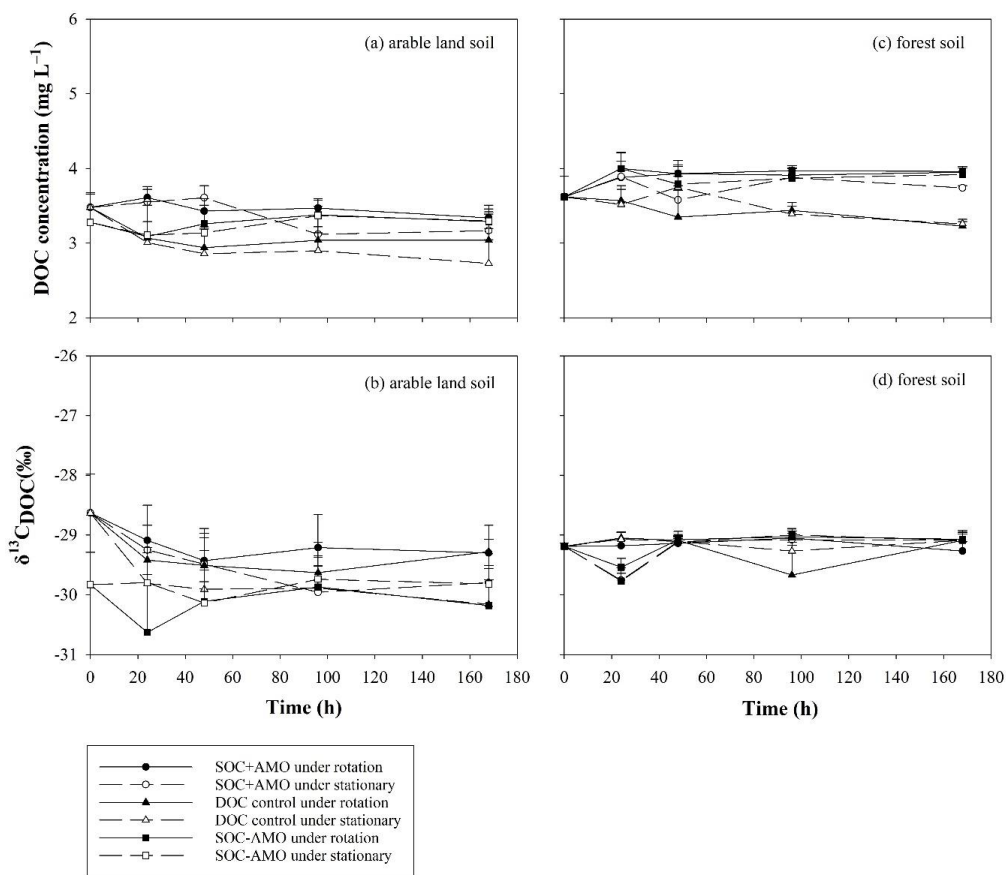 (a) arable land soil
DOC concentration (mg L⁻¹)
6
5
4
3
2
(c) forest soil
(b) arable land soil
δ¹³C_DOC(‰)
-26
-27
-28
-29
-30
-31
0 20 40 60 80 100 120 140 160 180
Time (h)
(d) forest soil
0 20 40 60 80 100 120 140 160 180
Time (h)
SOC+AMO under rotation
SOC+AMO under stationary
DOC control under rotation
DOC control under stationary
SOC-AMO under rotation
SOC-AMO under stationary